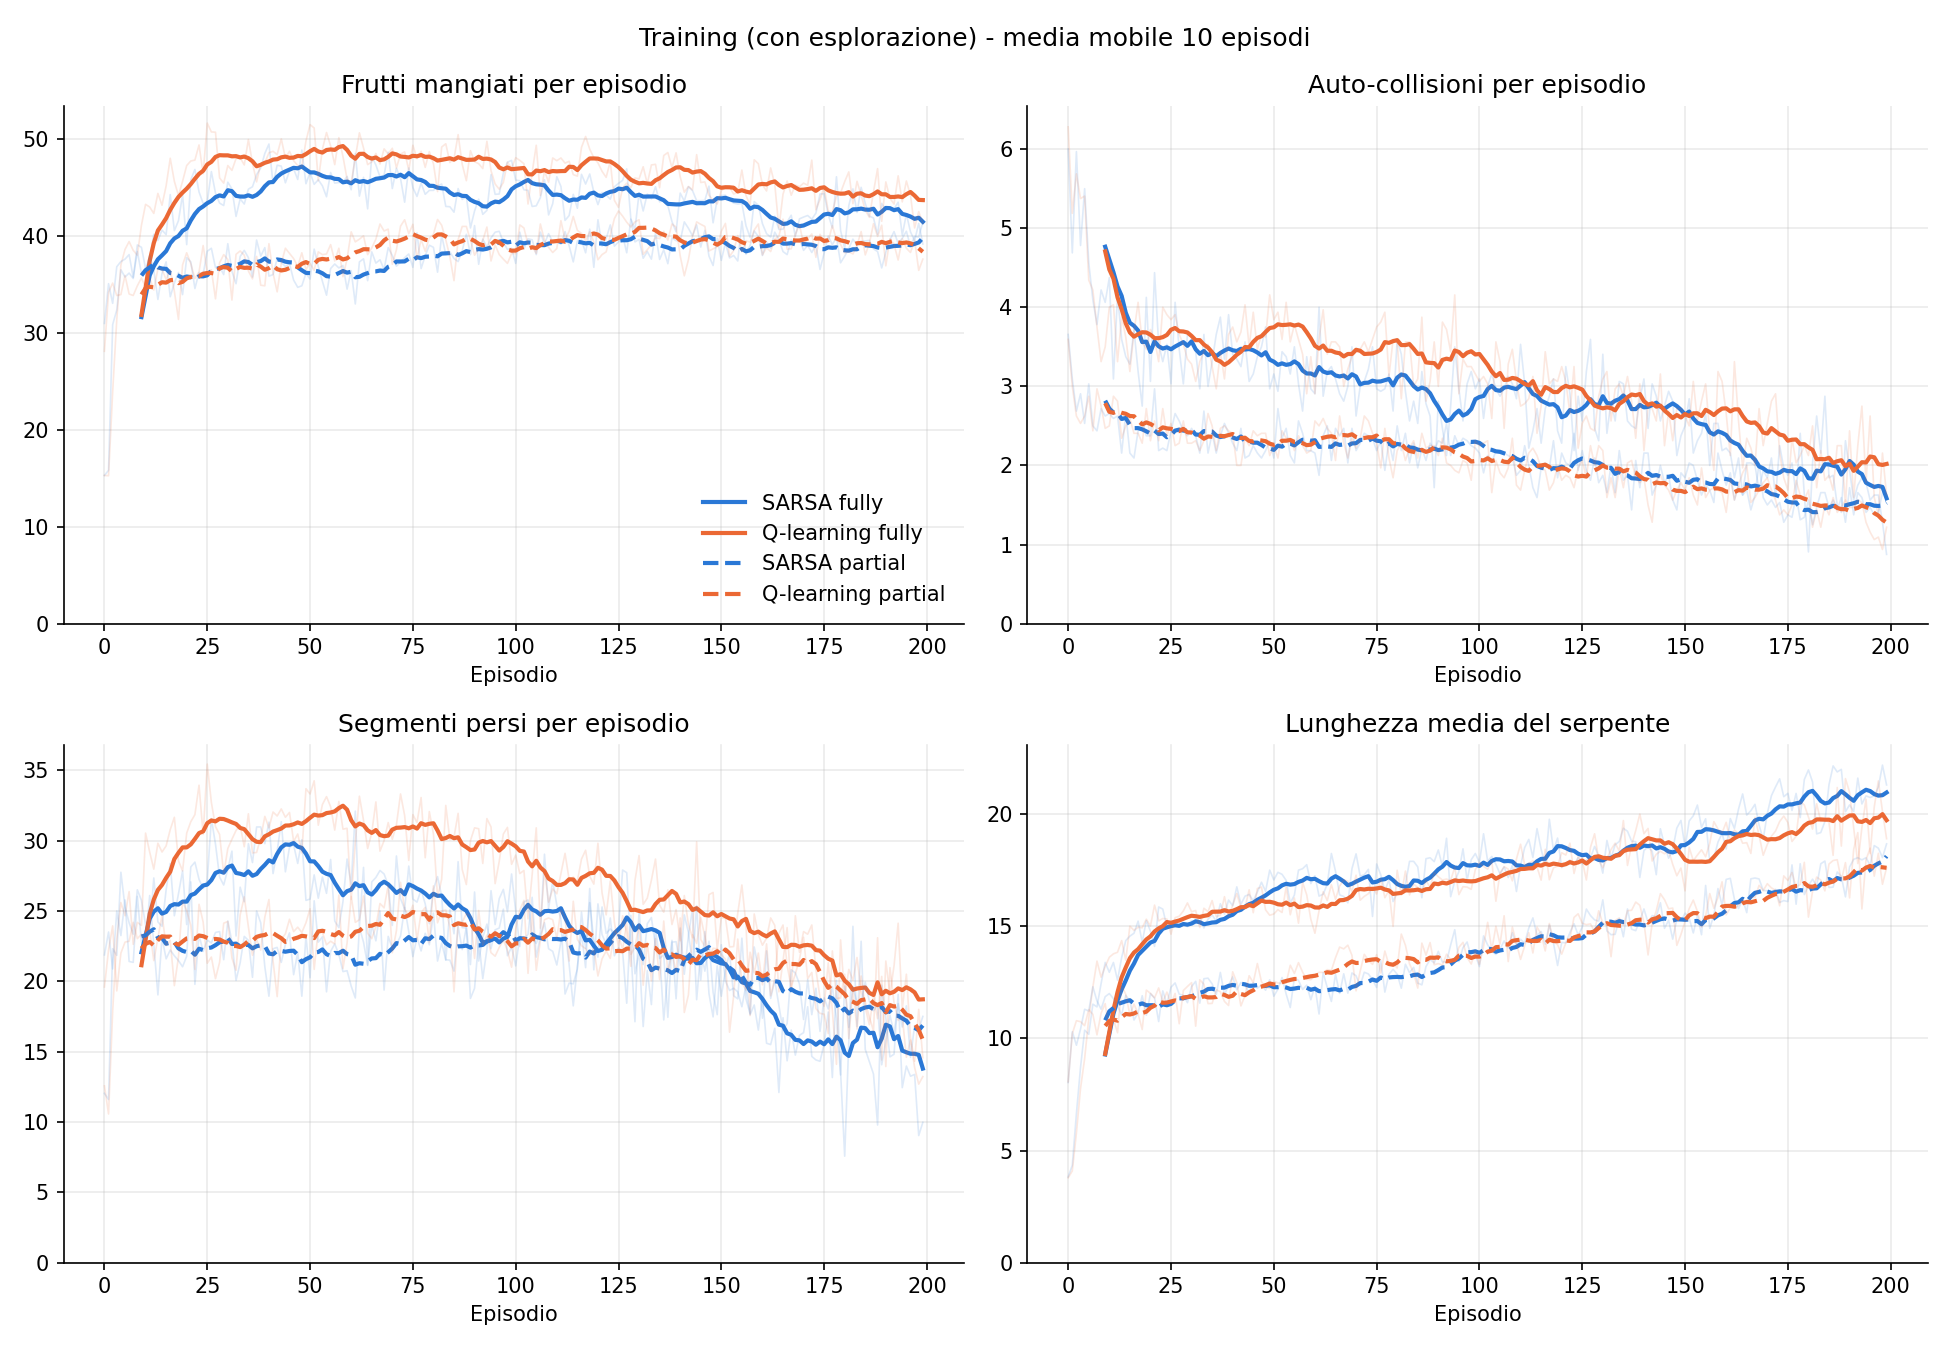 Training (con esplorazione) - media mobile 10 episodi
Frutti mangiati per episodio
50
40
30
20
10
0
0 25 50 75 100 125 150 175 200
Episodio
SARSA fully
Q-learning fully
SARSA partial
Q-learning partial
Auto-collisioni per episodio
6
5
4
3
2
1
0
0 25 50 75 100 125 150 175 200
Episodio
Segmenti persi per episodio
35
30
25
20
15
10
5
0
0 25 50 75 100 125 150 175 200
Episodio
Lunghezza media del serpente
20
15
10
5
0
0 25 50 75 100 125 150 175 200
Episodio